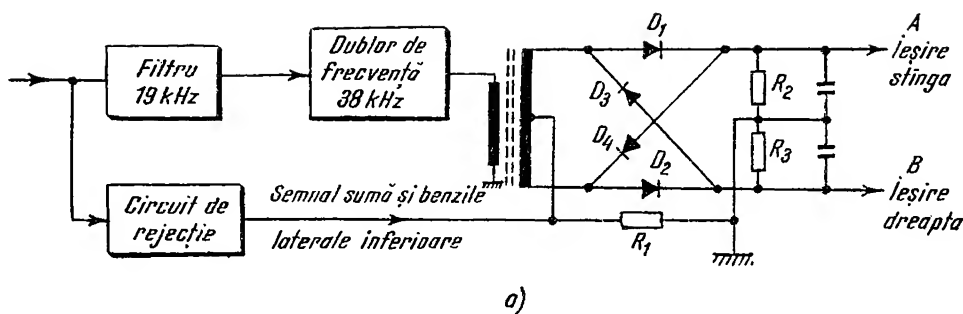 Filtru
19 kHz
Dublor de
frecvență
38 kHz
D1
D3
D4
D2
R2
R3
A
Ieșire
stînga
B
Ieșire
dreapta
Circuit de
rejecție
Semnal sumă și benzile
laterale inferioare
R1
a)